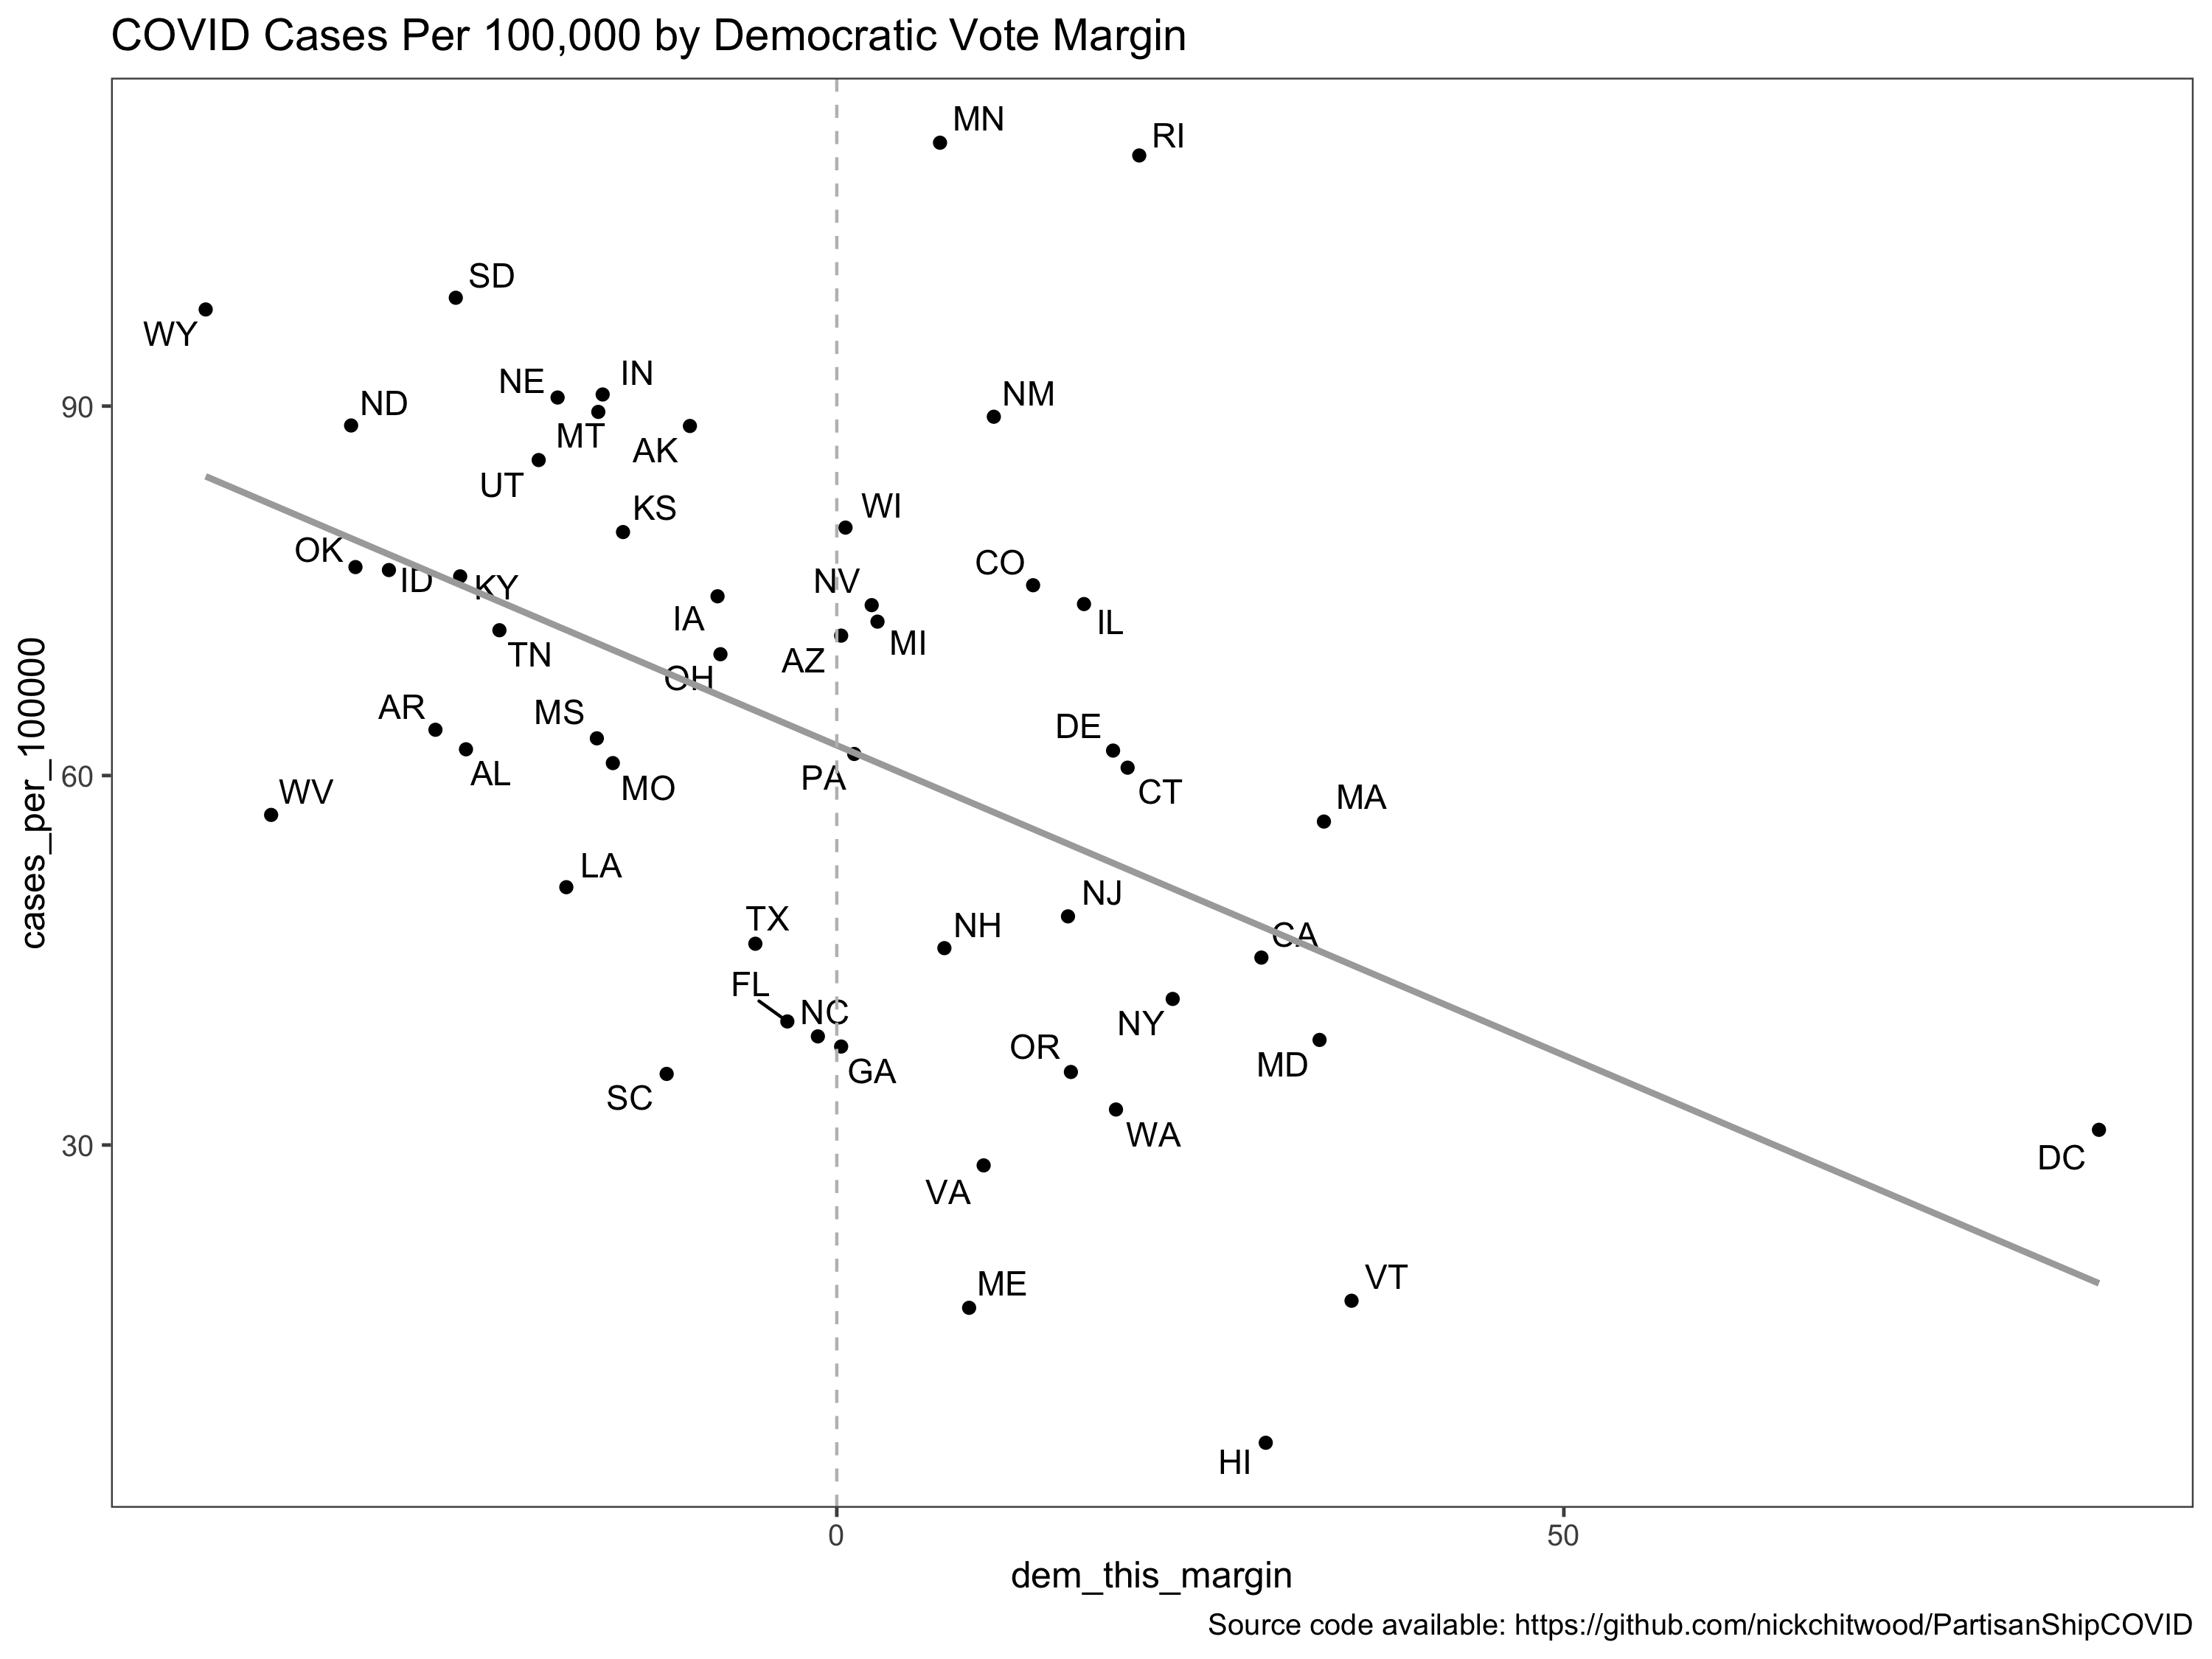 COVID Cases Per 100,000 by Democratic Vote Margin
MN
RI
SD
WY
IN
NE
NM
ND
90
MT
AK
UT
KS
WI
OK
CO
NV
ID
KY
IA
IL
MI
TN
AZ
OH
AR
MS
DE
60
AL
PA
MO
WV
CT
MA
LA
NJ
TX
NH
CA
FL
NC
NY
OR
MD
GA
SC
WA
30
DC
VA
VT
ME
HI
cases_per_100000
0
50
dem_this_margin
Source code available: https://github.com/nickchitwood/PartisanShipCOVID